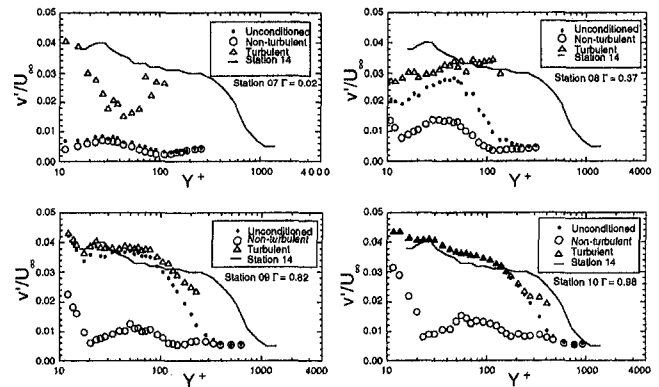 0.05
0.04
0.03
0.02
0.01
0.00
v'/U∞
10 100 1000 4000
Y+
Unconditioned
Non-turbulent
Turbulent
Station 14
Station 07 Γ = 0.02
0.05
0.04
0.03
0.02
0.01
0.00
v'/U∞
10 100 1000 4000
Y+
Unconditioned
Non-turbulent
Turbulent
Station 14
Station 08 Γ = 0.37
0.05
0.04
0.03
0.02
0.01
0.00
v'/U∞
10 100 1000 4000
Y+
Unconditioned
Non-turbulent
Turbulent
Station 14
Station 09 Γ = 0.82
0.05
0.04
0.03
0.02
0.01
0.00
v'/U∞
10 100 1000 4000
Y+
Unconditioned
Non-turbulent
Turbulent
Station 14
Station 10 Γ = 0.98